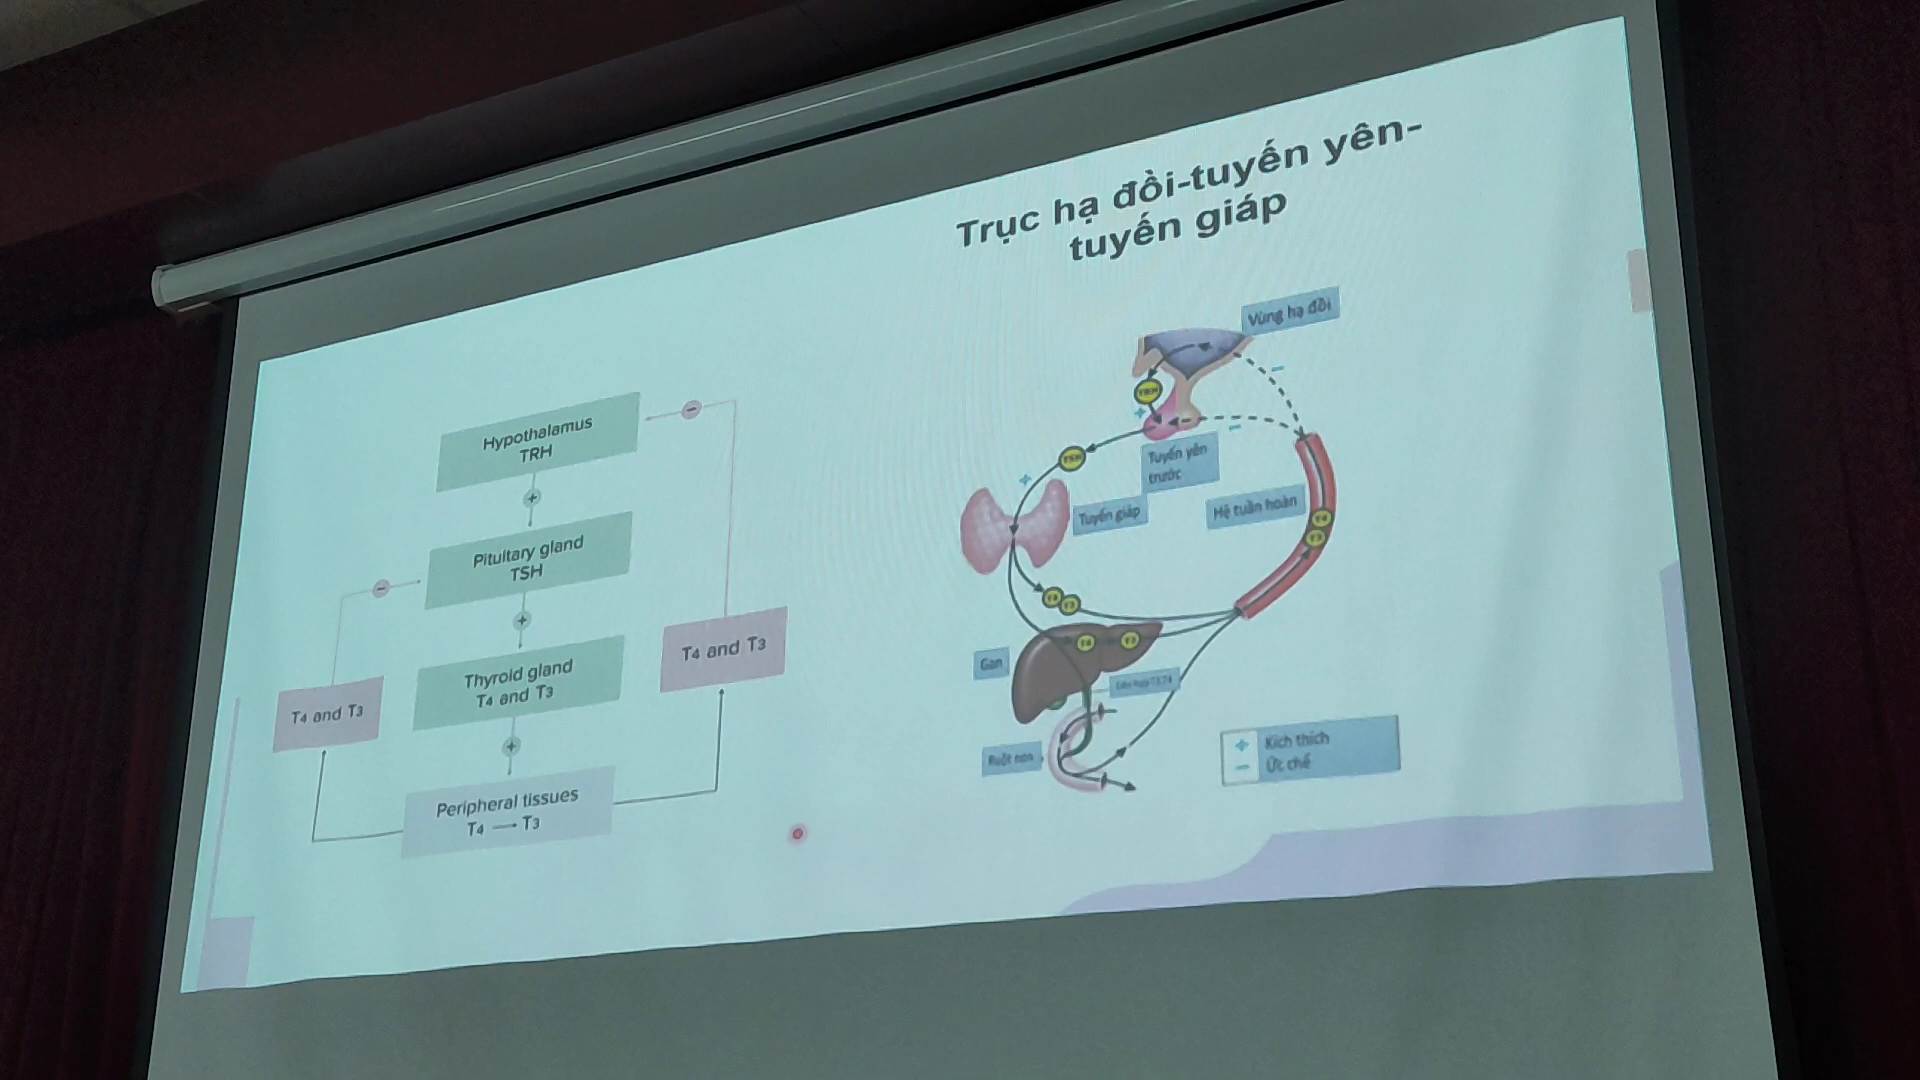 Trục hạ đồi-tuyến yên-
tuyến giáp
Hypothalamus
TRH
+
Pituitary gland
TSH
+
Thyroid gland
T4 and T3
+
Peripheral tissues
T4 → T3
−
T4 and T3
−
T4 and T3
Vùng hạ đồi
TRH
+
−
−
Tuyến yên
trước
TSH
+
Tuyến giáp
Hệ tuần hoàn
T4
T3
T4
T3
Gan
T4
T3
Ruột non
+ Kích thích
− Ức chế